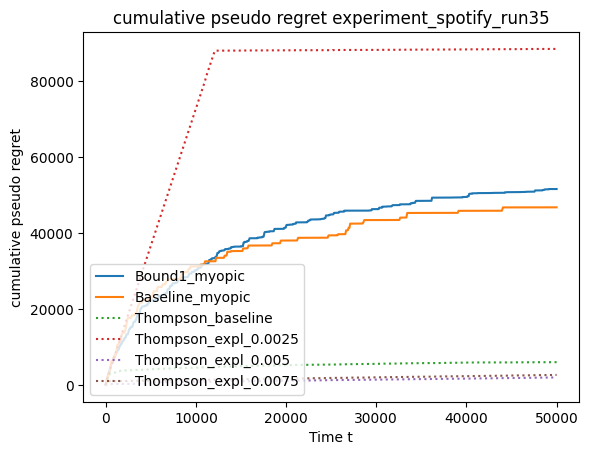 cumulative pseudo regret experiment_spotify_run35
cumulative pseudo regret
80000
60000
40000
20000
0
Bound1_myopic
Baseline_myopic
Thompson_baseline
Thompson_expl_0.0025
Thompson_expl_0.005
Thompson_expl_0.0075
0
10000
20000
30000
40000
50000
Time t